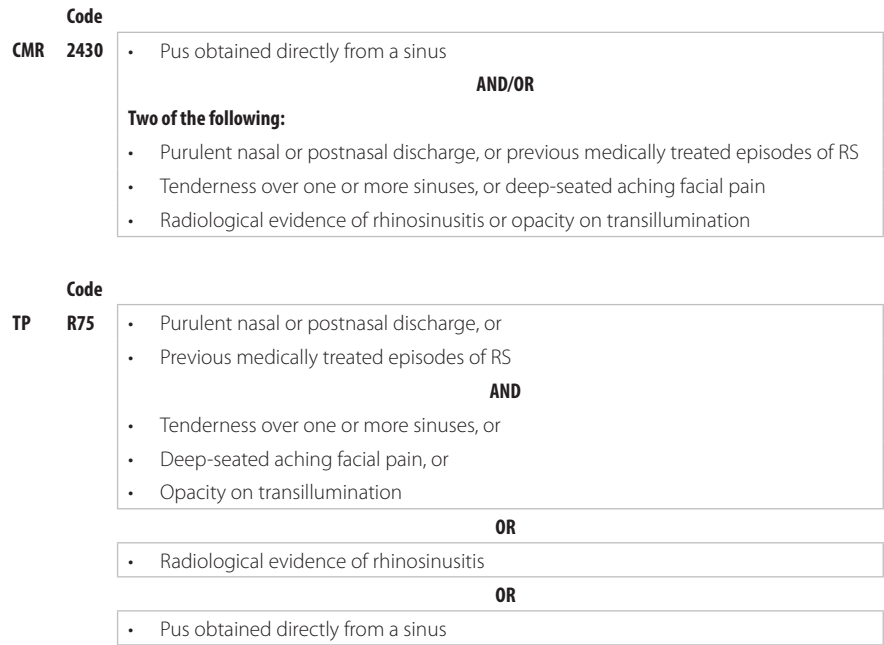 Code
CMR 2430 • Pus obtained directly from a sinus
AND/OR
Two of the following:
• Purulent nasal or postnasal discharge, or previous medically treated episodes of RS
• Tenderness over one or more sinuses, or deep-seated aching facial pain
• Radiological evidence of rhinosinusitis or opacity on transillumination
Code
TP R75 • Purulent nasal or postnasal discharge, or
• Previous medically treated episodes of RS
AND
• Tenderness over one or more sinuses, or
• Deep-seated aching facial pain, or
• Opacity on transillumination
OR
• Radiological evidence of rhinosinusitis
OR
• Pus obtained directly from a sinus